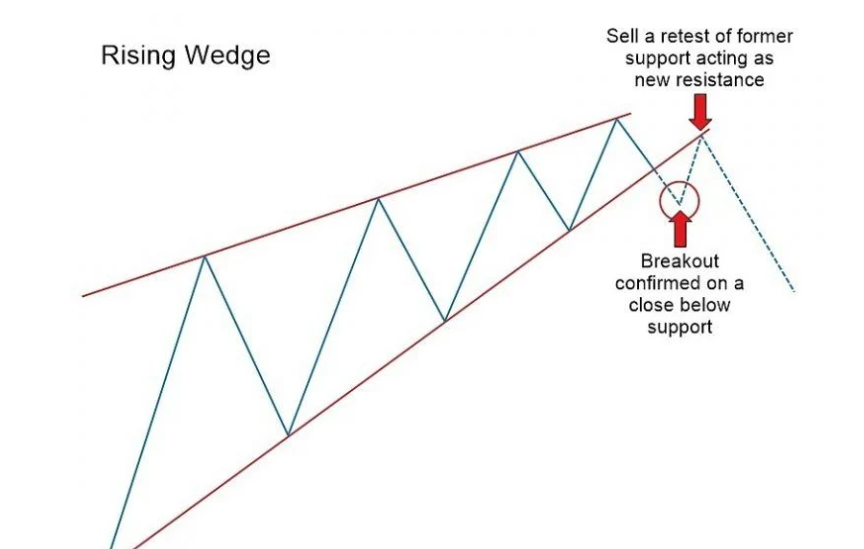 Rising Wedge
Sell a retest of former
support acting as
new resistance
Breakout
confirmed on a
close below
support